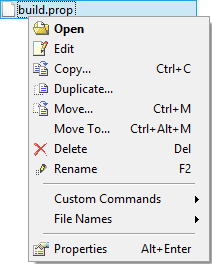 build.prop
Open
Edit
Copy... Ctrl+C
Duplicate...
Move... Ctrl+M
Move To... Ctrl+Alt+M
Delete Del
Rename F2
Custom Commands
File Names
Properties Alt+Enter